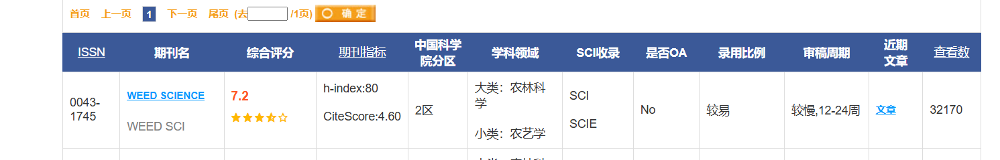 首页 上一页 1 下一页 尾页 (去 /1页) 确 定
ISSN 期刊名 综合评分 期刊指标 中国科学院分区 学科领域 SCI收录 是否OA 录用比例 审稿周期 近期文章 查看数
0043-1745
WEED SCIENCE
WEED SCI
7.2
h-index:80
CiteScore:4.60
2区
大类：农林科学
小类：农艺学
SCI
SCIE
No
较易
较慢,12-24周
文章
32170